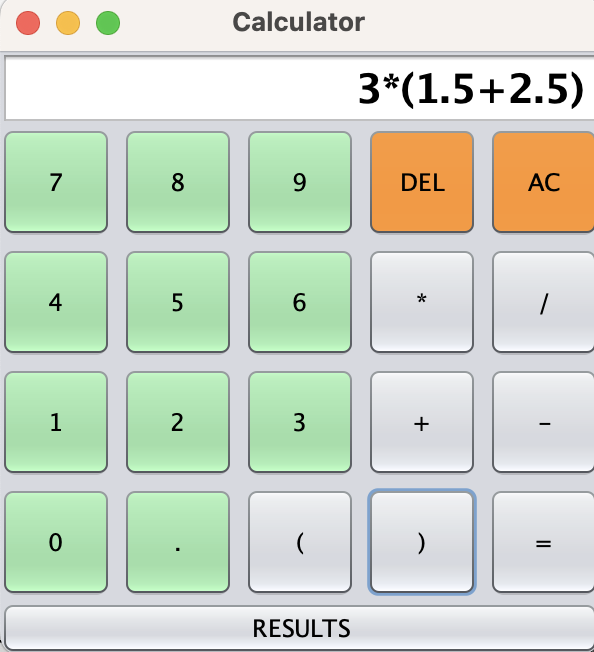 Calculator
3*(1.5+2.5)
7 8 9 DEL AC
4 5 6 * /
1 2 3 + -
0 . ( ) =
RESULTS